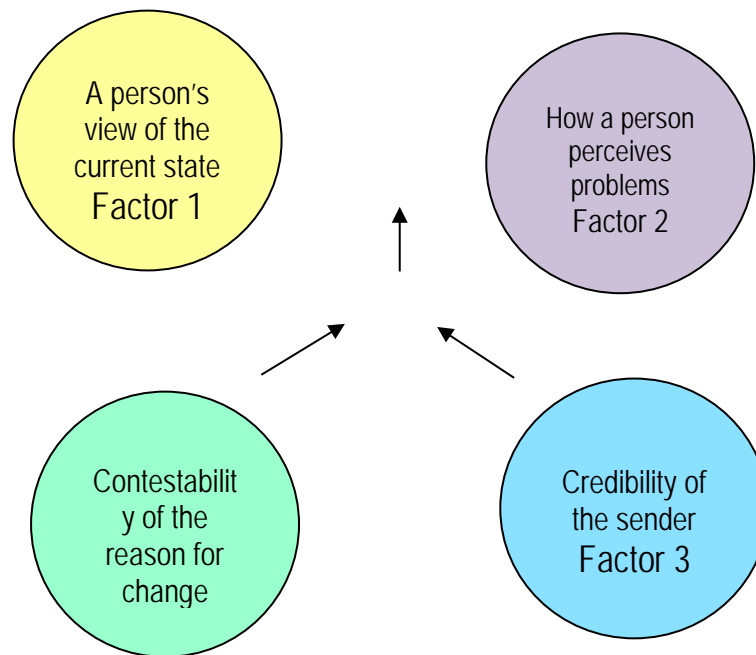 A person’s
view of the
current state
Factor 1
How a person
perceives
problems
Factor 2
Contestabilit
y of the
reason for
change
Credibility of
the sender
Factor 3